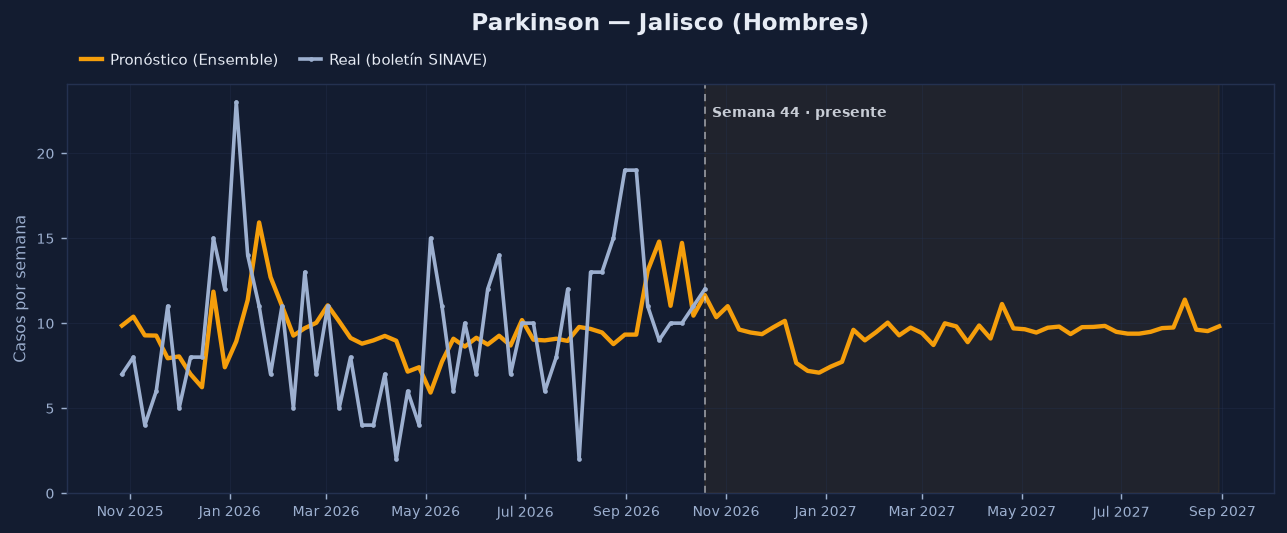 Parkinson — Jalisco (Hombres)
Pronóstico (Ensemble)
Real (boletín SINAVE)
Semana 44 · presente
Casos por semana
20
15
10
5
0
Nov 2025
Jan 2026
Mar 2026
May 2026
Jul 2026
Sep 2026
Nov 2026
Jan 2027
Mar 2027
May 2027
Jul 2027
Sep 2027